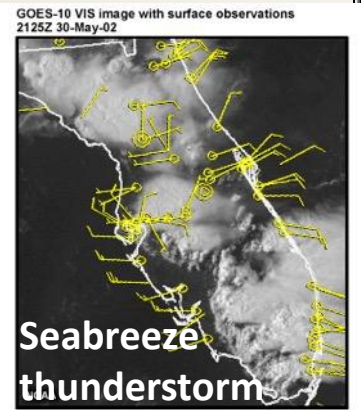 GOES-10 VIS image with surface observations
2125Z 30-May-02
Seabreeze
thunderstorm